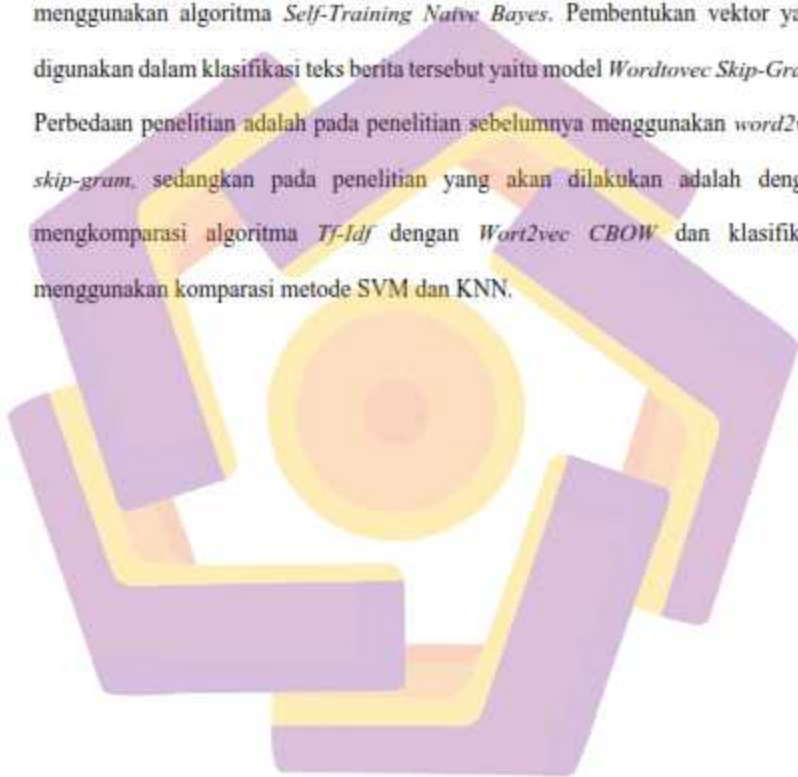 menggunakan algoritma Self-Training Naive Bayes. Pembentukan vektor ya
digunakan dalam klasifikasi teks berita tersebut yaitu model Wordtovec Skip-Gra
Perbedaan penelitian adalah pada penelitian sebelumnya menggunakan word2v
skip-gram, sedangkan pada penelitian yang akan dilakukan adalah deng
mengkomparasi algoritma Tf-Idf dengan Wort2vec CBOW dan klasifik
menggunakan komparasi metode SVM dan KNN.